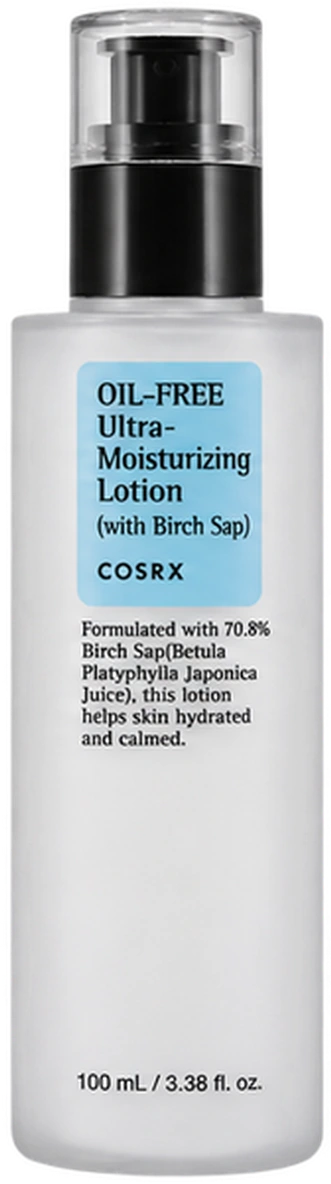 OIL-FREE
Ultra-
Moisturizing
Lotion
(with Birch Sap)
COSRX
Formulated with 70.8%
Birch Sap(Betula
Platyphylla Japonica
Juice), this lotion
helps skin hydrated
and calmed.
100 mL / 3.38 fl. oz.